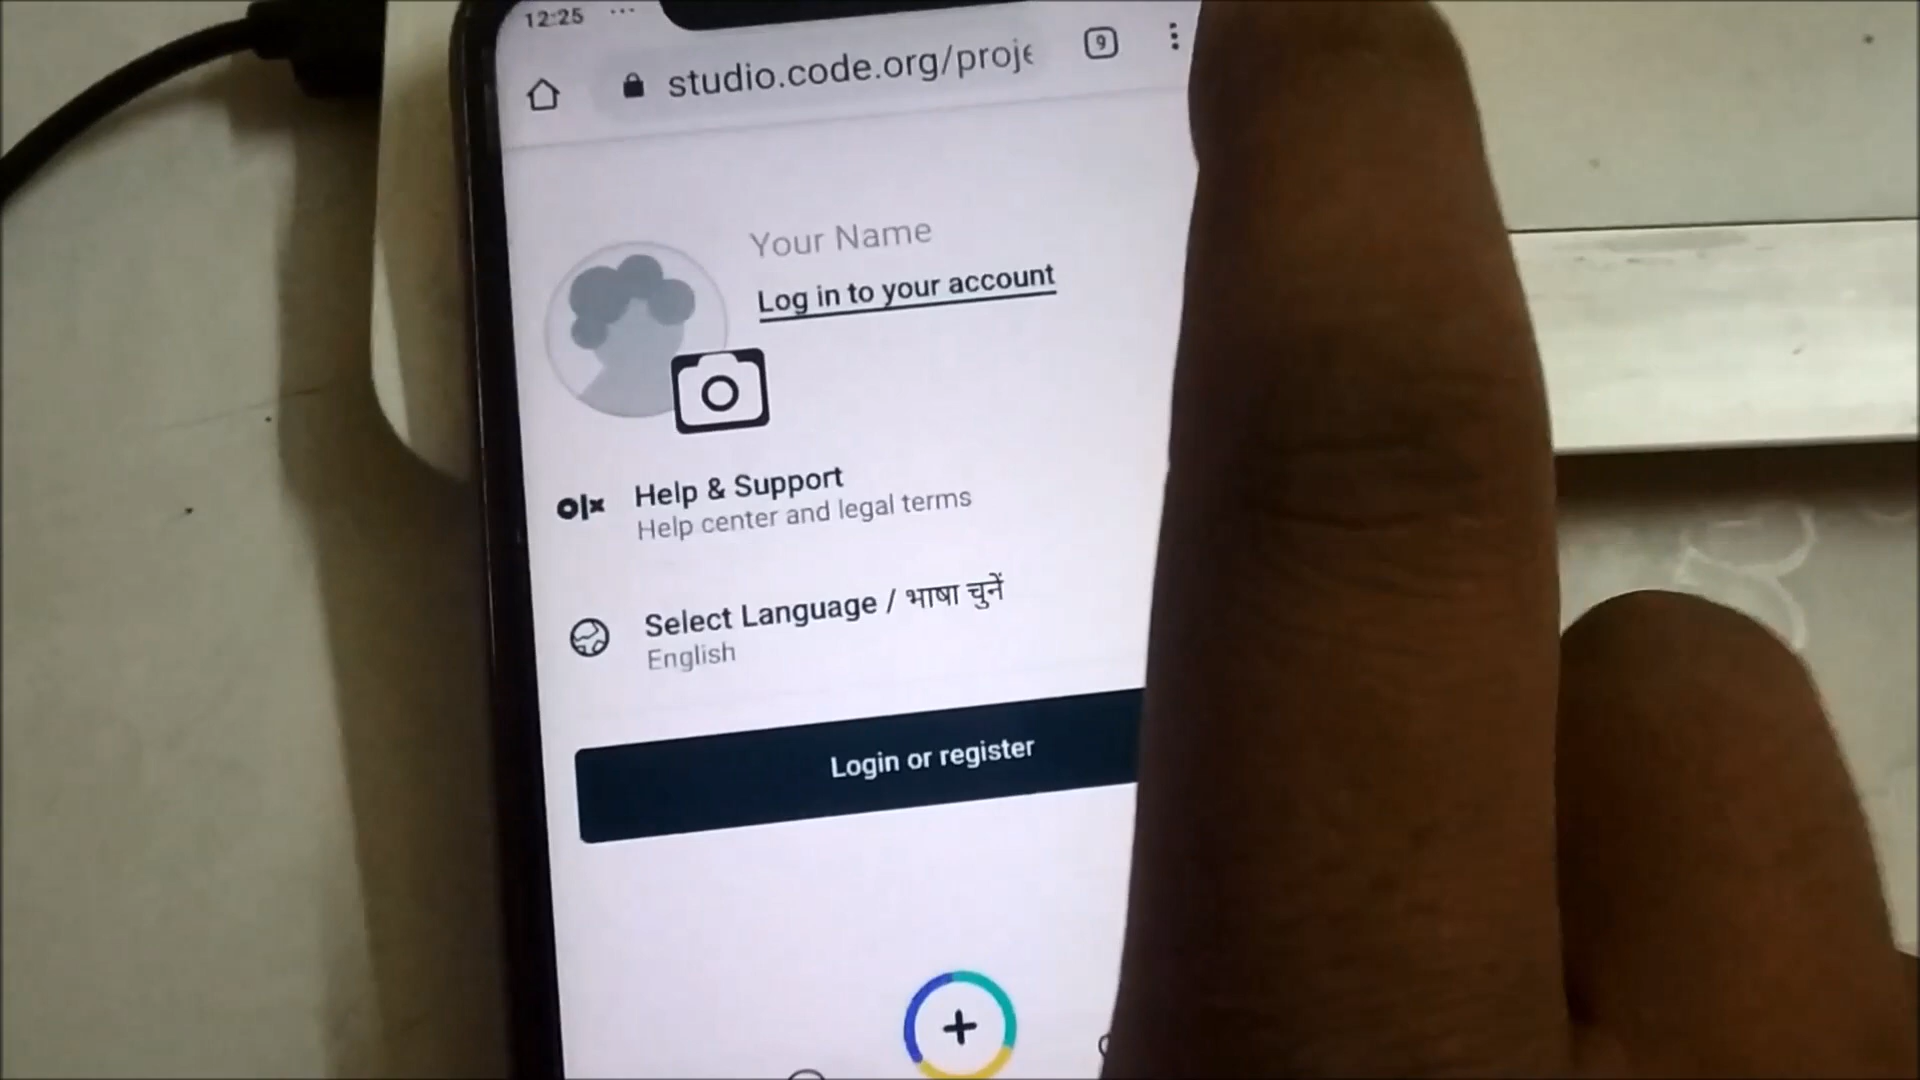 12:25 ...
studio.code.org/proje
9
Your Name
Log in to your account
olx
Help & Support
Help center and legal terms
Select Language / भाषा चुनें
English
Login or register
+